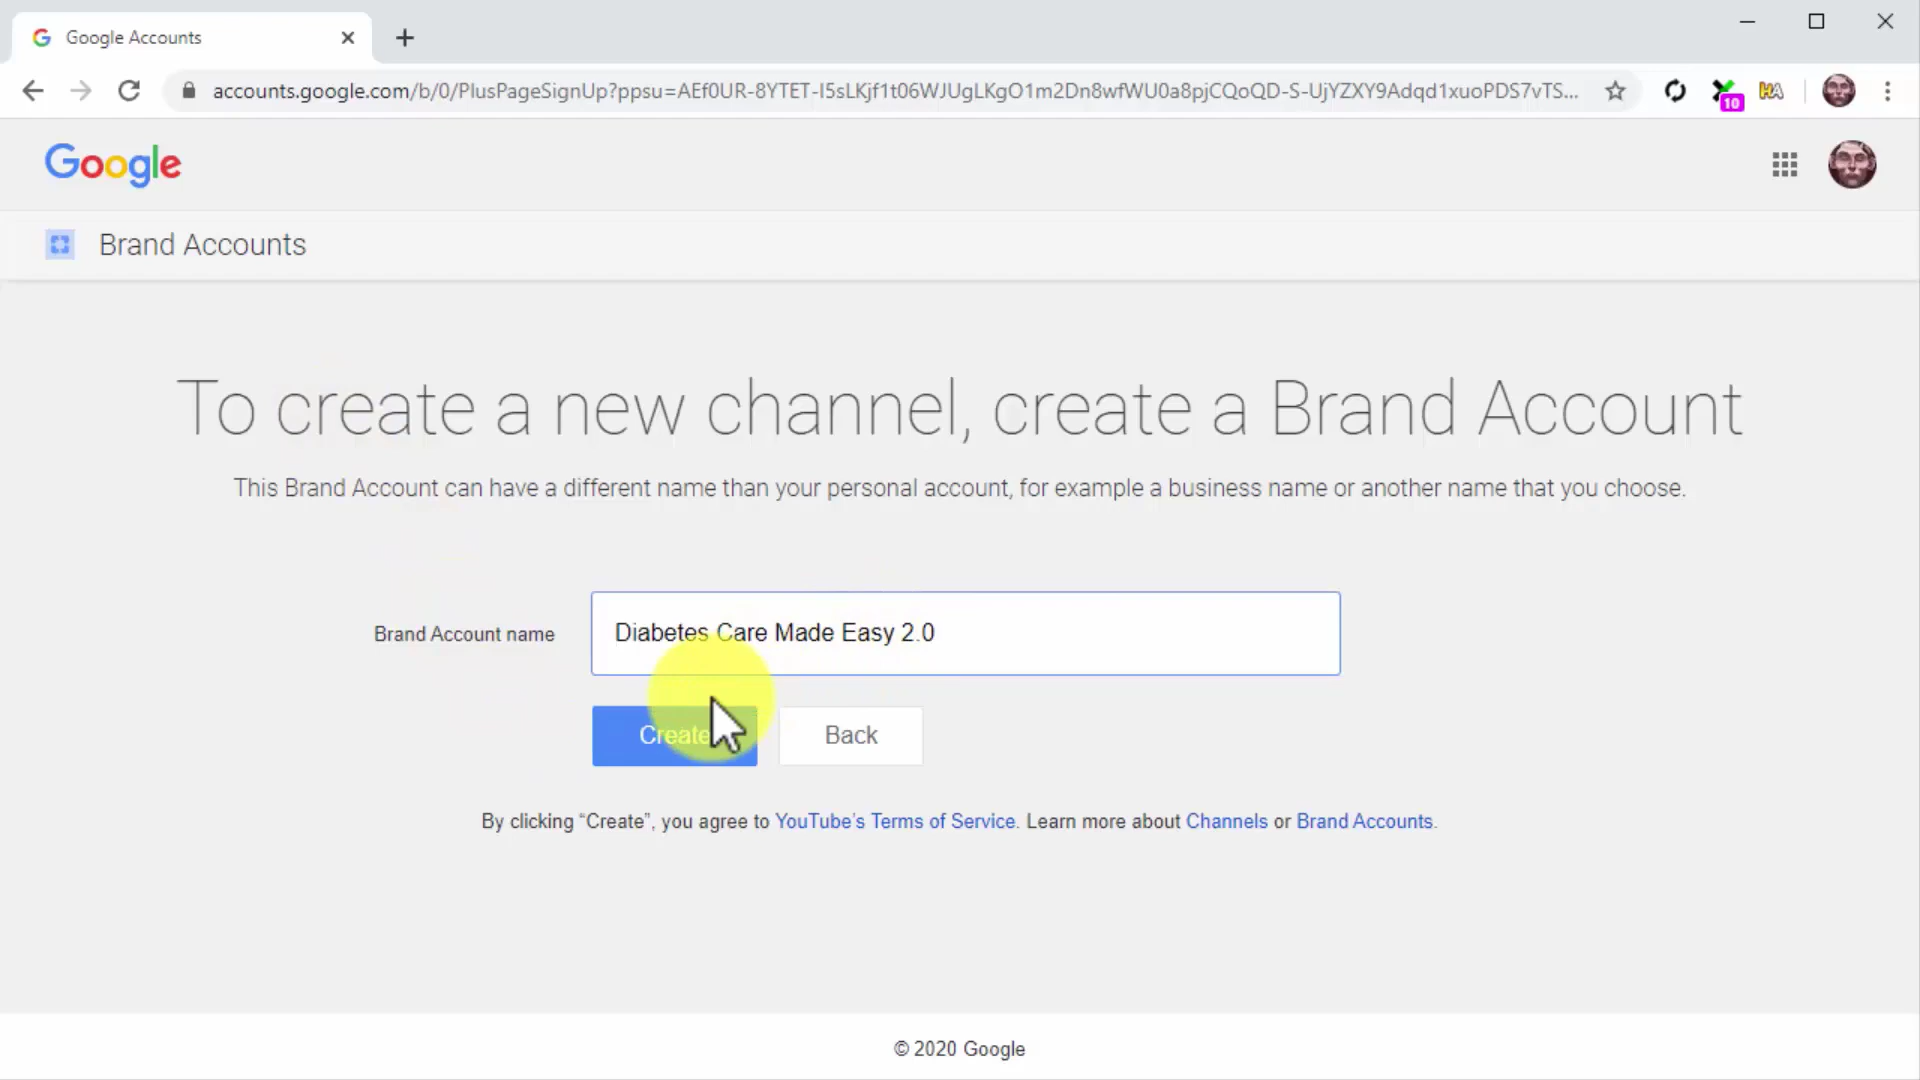 Google Accounts
accounts.google.com/b/0/PlusPageSignUp?ppsu=AEf0UR-8YTET-I5sLKjf1t06WJUgLKgO1m2Dn8wfWU0a8pjCQoQD-S-UjYZXY9Adqd1xuoPDS7vTS...
10
HA
Google
Brand Accounts
To create a new channel, create a Brand Account
This Brand Account can have a different name than your personal account, for example a business name or another name that you choose.
Brand Account name
Diabetes Care Made Easy 2.0
Create
Back
By clicking “Create”, you agree to YouTube’s Terms of Service. Learn more about Channels or Brand Accounts.
© 2020 Google